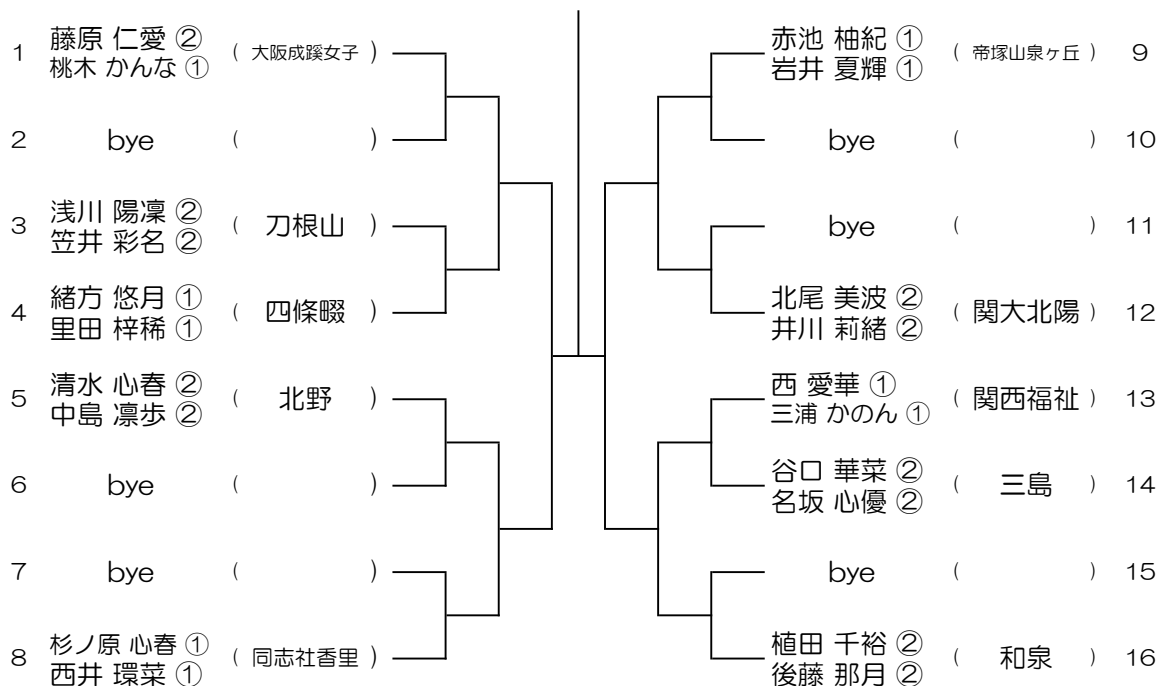 1 藤原 仁愛 ② ( 大阪成蹊女子 )
桃木 かんな ①
2 bye ( )
3 浅川 陽凜 ② ( 刀根山 )
笠井 彩名 ②
4 緒方 悠月 ① ( 四條畷 )
里田 梓稀 ①
5 清水 心春 ② ( 北野 )
中島 凛歩 ②
6 bye ( )
7 bye ( )
8 杉ノ原 心春 ① ( 同志社香里 )
西井 環菜 ①
赤池 柚紀 ① ( 帝塚山泉ヶ丘 ) 9
岩井 夏輝 ①
bye ( ) 10
bye ( ) 11
北尾 美波 ② ( 関大北陽 ) 12
井川 莉緒 ②
西 愛華 ① ( 関西福祉 ) 13
三浦 かのん ①
谷口 華菜 ② ( 三島 ) 14
名坂 心優 ②
bye ( ) 15
植田 千裕 ② ( 和泉 ) 16
後藤 那月 ②